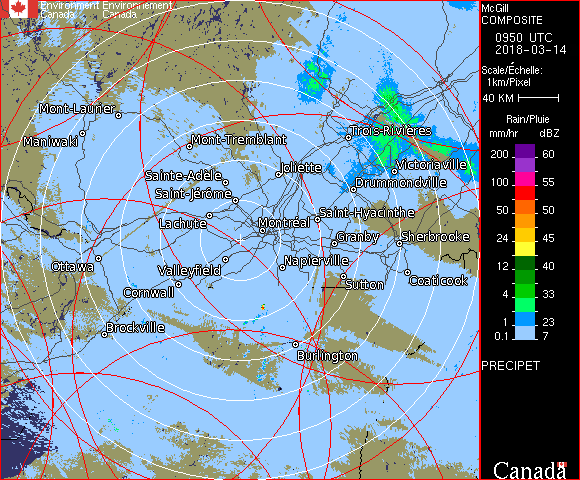 Environment Environnement
Canada Canada
McGill
COMPOSITE
0950 UTC
2018-03-14
Scale/Échelle:
1km/Pixel
40 KM
Rain/Pluie
mm/hr dBZ
200 60
100 55
50 50
24 45
12 40
4 33
1 23
0.1 7
PRECIPET
Canada
Mont-Laurier
Maniwaki
Mont-Tremblant
Trois-Rivières
Sainte-Adèle
Joliette
Victoriaville
Saint-Jérôme
Drummondville
Lachute
Montréal
Saint-Hyacinthe
Granby
Sherbrooke
Ottawa
Valleyfield
Napierville
Coaticook
Cornwall
Sutton
Brockville
Burlington